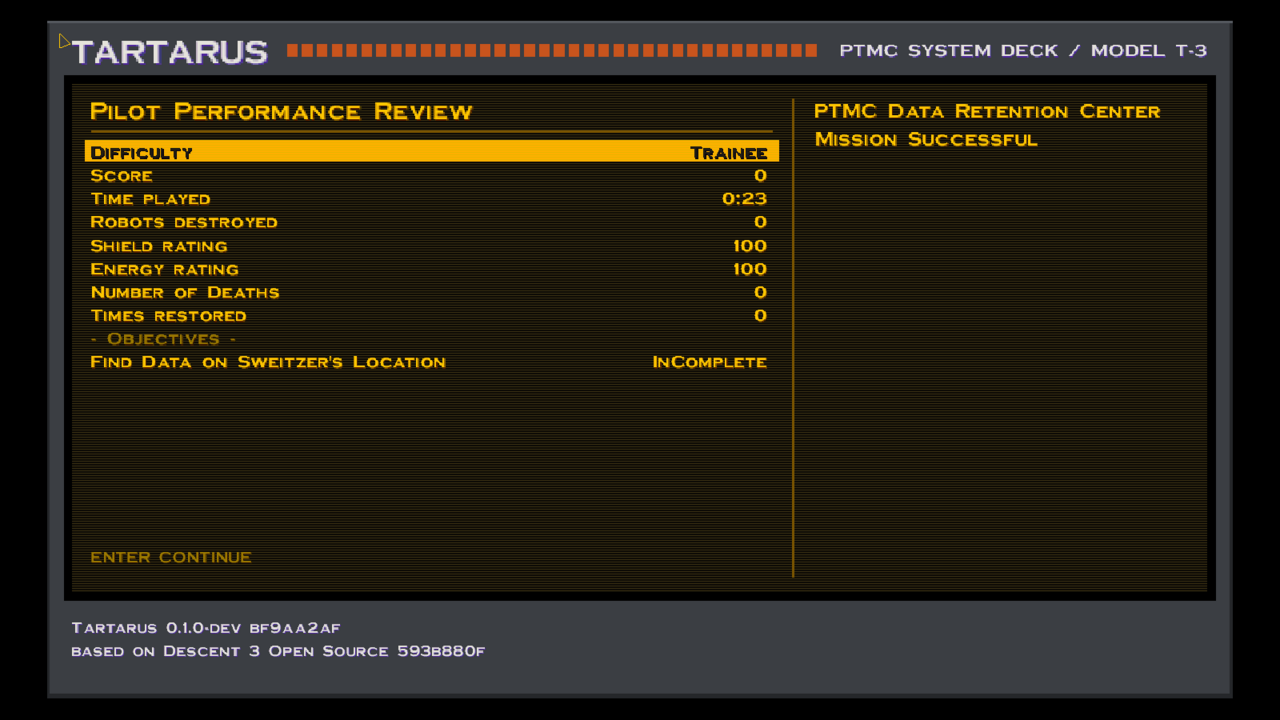 TARTARUS
PTMC SYSTEM DECK / MODEL T-3
PILOT PERFORMANCE REVIEW
DIFFICULTY TRAINEE
SCORE 0
TIME PLAYED 0:23
ROBOTS DESTROYED 0
SHIELD RATING 100
ENERGY RATING 100
NUMBER OF DEATHS 0
TIMES RESTORED 0
- OBJECTIVES -
FIND DATA ON SWEITZER'S LOCATION INCOMPLETE
ENTER CONTINUE
PTMC DATA RETENTION CENTER
MISSION SUCCESSFUL
TARTARUS 0.1.0-DEV BF9AA2AF
BASED ON DESCENT 3 OPEN SOURCE 593B880F